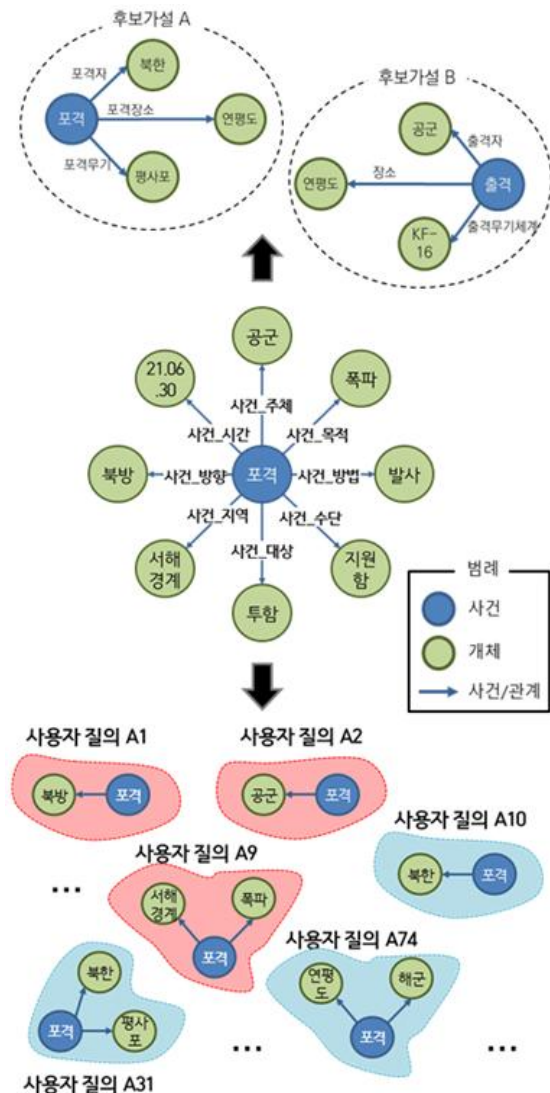 후보가설 A
북한
포격자
포격
포격장소
연평도
포격무기
평사포
후보가설 B
공군
출격자
연평도
장소
출격
KF-
16
출격무기체계
공군
21.06
.30
폭파
사건_주체
사건_시간
사건_목적
북방
사건_방향
포격
사건_방법
발사
사건_지역
사건_수단
사건_대상
서해
경계
지원
함
투함
범례
사건
개체
사건/관계
사용자 질의 A1
북방
포격
사용자 질의 A2
공군
포격
사용자 질의 A10
북한
포격
사용자 질의 A9
...
서해
경계
폭파
포격
사용자 질의 A74
북한
포격
평사
포
연평
도
해군
포격
...
...
사용자 질의 A31